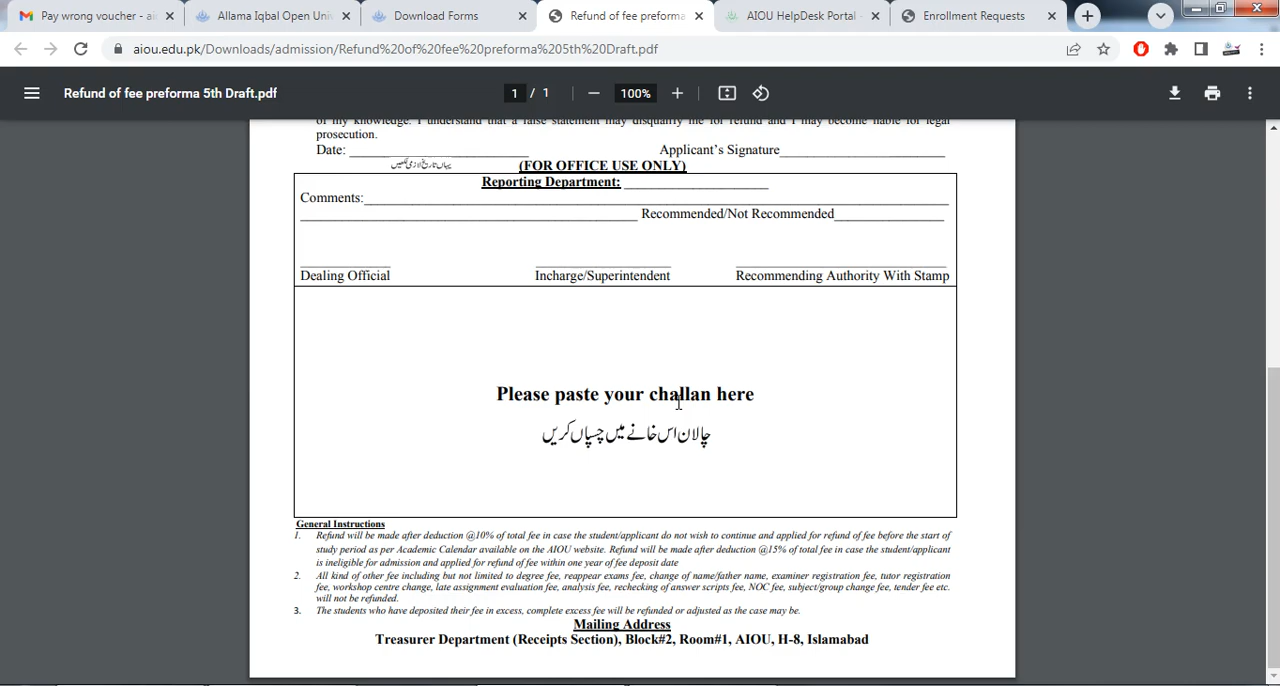 Pay wrong voucher - ai
Allama Iqbal Open Uni
Download Forms
Refund of fee preforma
AIOU HelpDesk Portal -
Enrollment Requests
aiou.edu.pk/Downloads/admission/Refund%20of%20fee%20preforma%205th%20Draft.pdf
Refund of fee preforma 5th Draft.pdf
1 / 1
100%
of my knowledge. I understand that a false statement may disqualify me for refund and I may become liable for legal
prosecution.
Date: ____________________ Applicant's Signature____________________
یہاں تاریخ لازمی لکھیں
(FOR OFFICE USE ONLY)
Reporting Department: ____________________
Comments:____________________
____________________ Recommended/Not Recommended____________________
Dealing Official
Incharge/Superintendent
Recommending Authority With Stamp
Please paste your challan here
چالان اس خانے میں چسپاں کریں
General Instructions
1. Refund will be made after deduction @10% of total fee in case the student/applicant do not wish to continue and applied for refund of fee before the start of
study period as per Academic Calendar available on the AIOU website. Refund will be made after deduction @15% of total fee in case the student/applicant
is ineligible for admission and applied for refund of fee within one year of fee deposit date
2. All kind of other fee including but not limited to degree fee, reappear exams fee, change of name/father name, examiner registration fee, tutor registration
fee, workshop centre change, late assignment evaluation fee, analysis fee, rechecking of answer scripts fee, NOC fee, subject/group change fee, tender fee etc.
will not be refunded.
3. The students who have deposited their fee in excess, complete excess fee will be refunded or adjusted as the case may be.
Mailing Address
Treasurer Department (Receipts Section), Block#2, Room#1, AIOU, H-8, Islamabad